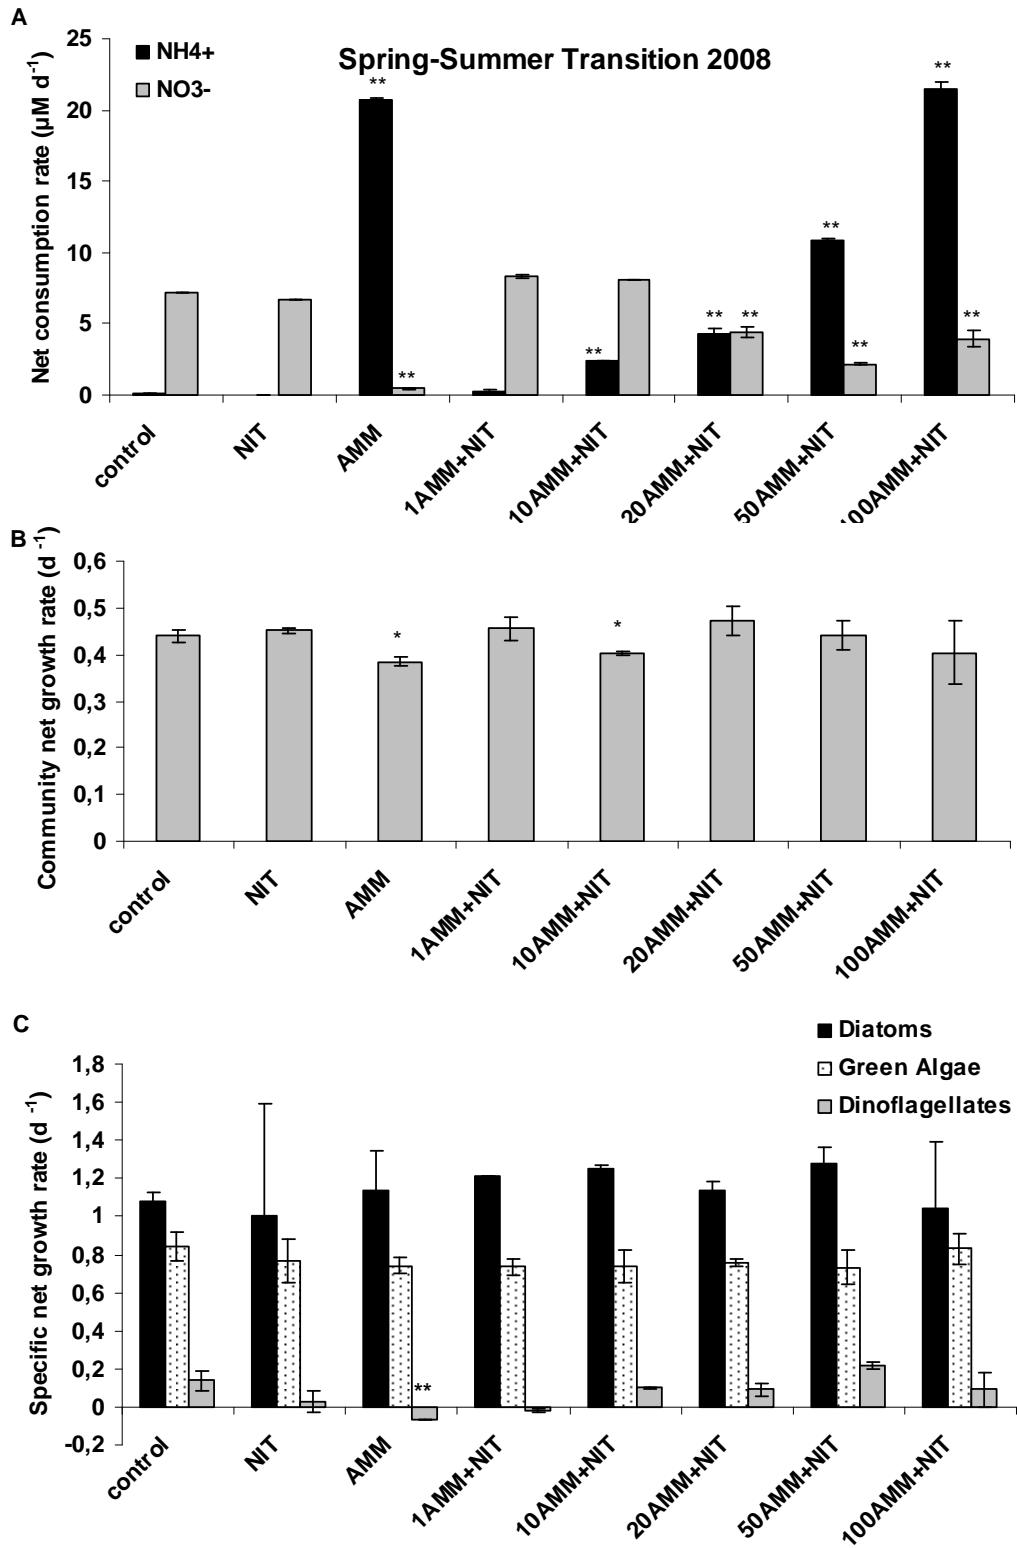 A
Spring-Summer Transition 2008
NH4+
NO3-
Net consumption rate (µM d-1)
25
20
15
10
5
0
** ** ** ** ** ** ** ** **
control
NIT
AMM
1AMM+NIT
10AMM+NIT
20AMM+NIT
50AMM+NIT
100AMM+NIT
B
Community net growth rate (d -1)
0,6
0,5
0,4
0,3
0,2
0,1
0
* *
control
NIT
AMM
1AMM+NIT
10AMM+NIT
20AMM+NIT
50AMM+NIT
100AMM+NIT
C
Diatoms
Green Algae
Dinoflagellates
Specific net growth rate (d -1)
1,8
1,6
1,4
1,2
1
0,8
0,6
0,4
0,2
0
-0,2
**
control
NIT
AMM
1AMM+NIT
10AMM+NIT
20AMM+NIT
50AMM+NIT
100AMM+NIT